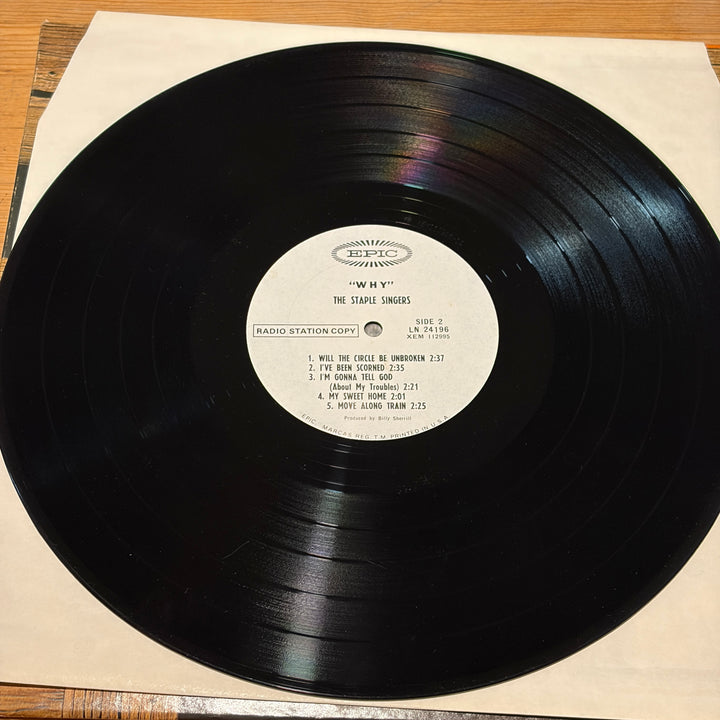 EPIC
"WHY"
THE STAPLE SINGERS
SIDE 2
RADIO STATION COPY
LN 24196
XEM 112995
1. WILL THE CIRCLE BE UNBROKEN 2:37
2. I'VE BEEN SCORNED 2:35
3. I'M GONNA TELL GOD
(About My Troubles) 2:21
4. MY SWEET HOME 2:01
5. MOVE ALONG TRAIN 2:25
Produced by Billy Sherrill
EPIC / MARCAS REG. T.M. PRINTED IN U.S.A.